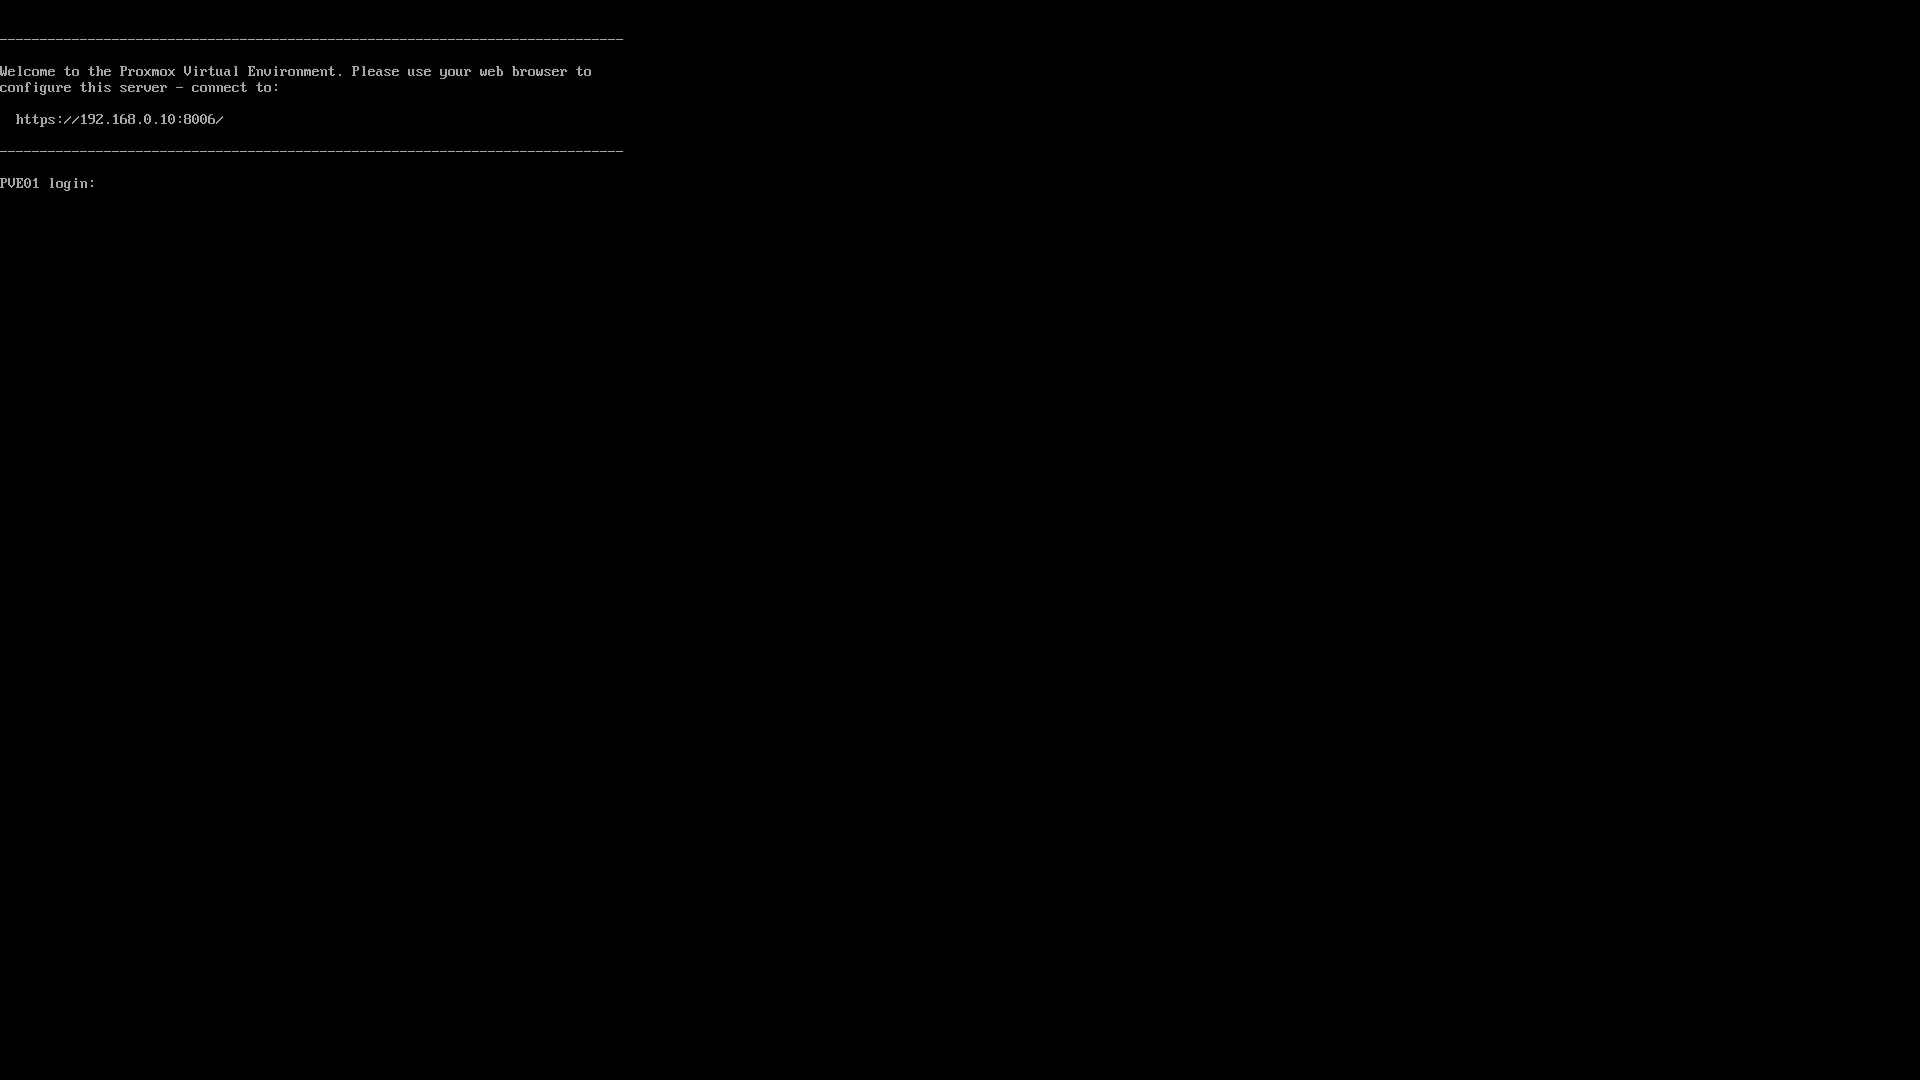 --------------------------------------------------------------------------------
Welcome to the Proxmox Virtual Environment. Please use your web browser to
configure this server - connect to:
https://192.168.0.10:8006/
--------------------------------------------------------------------------------
PVE01 login: